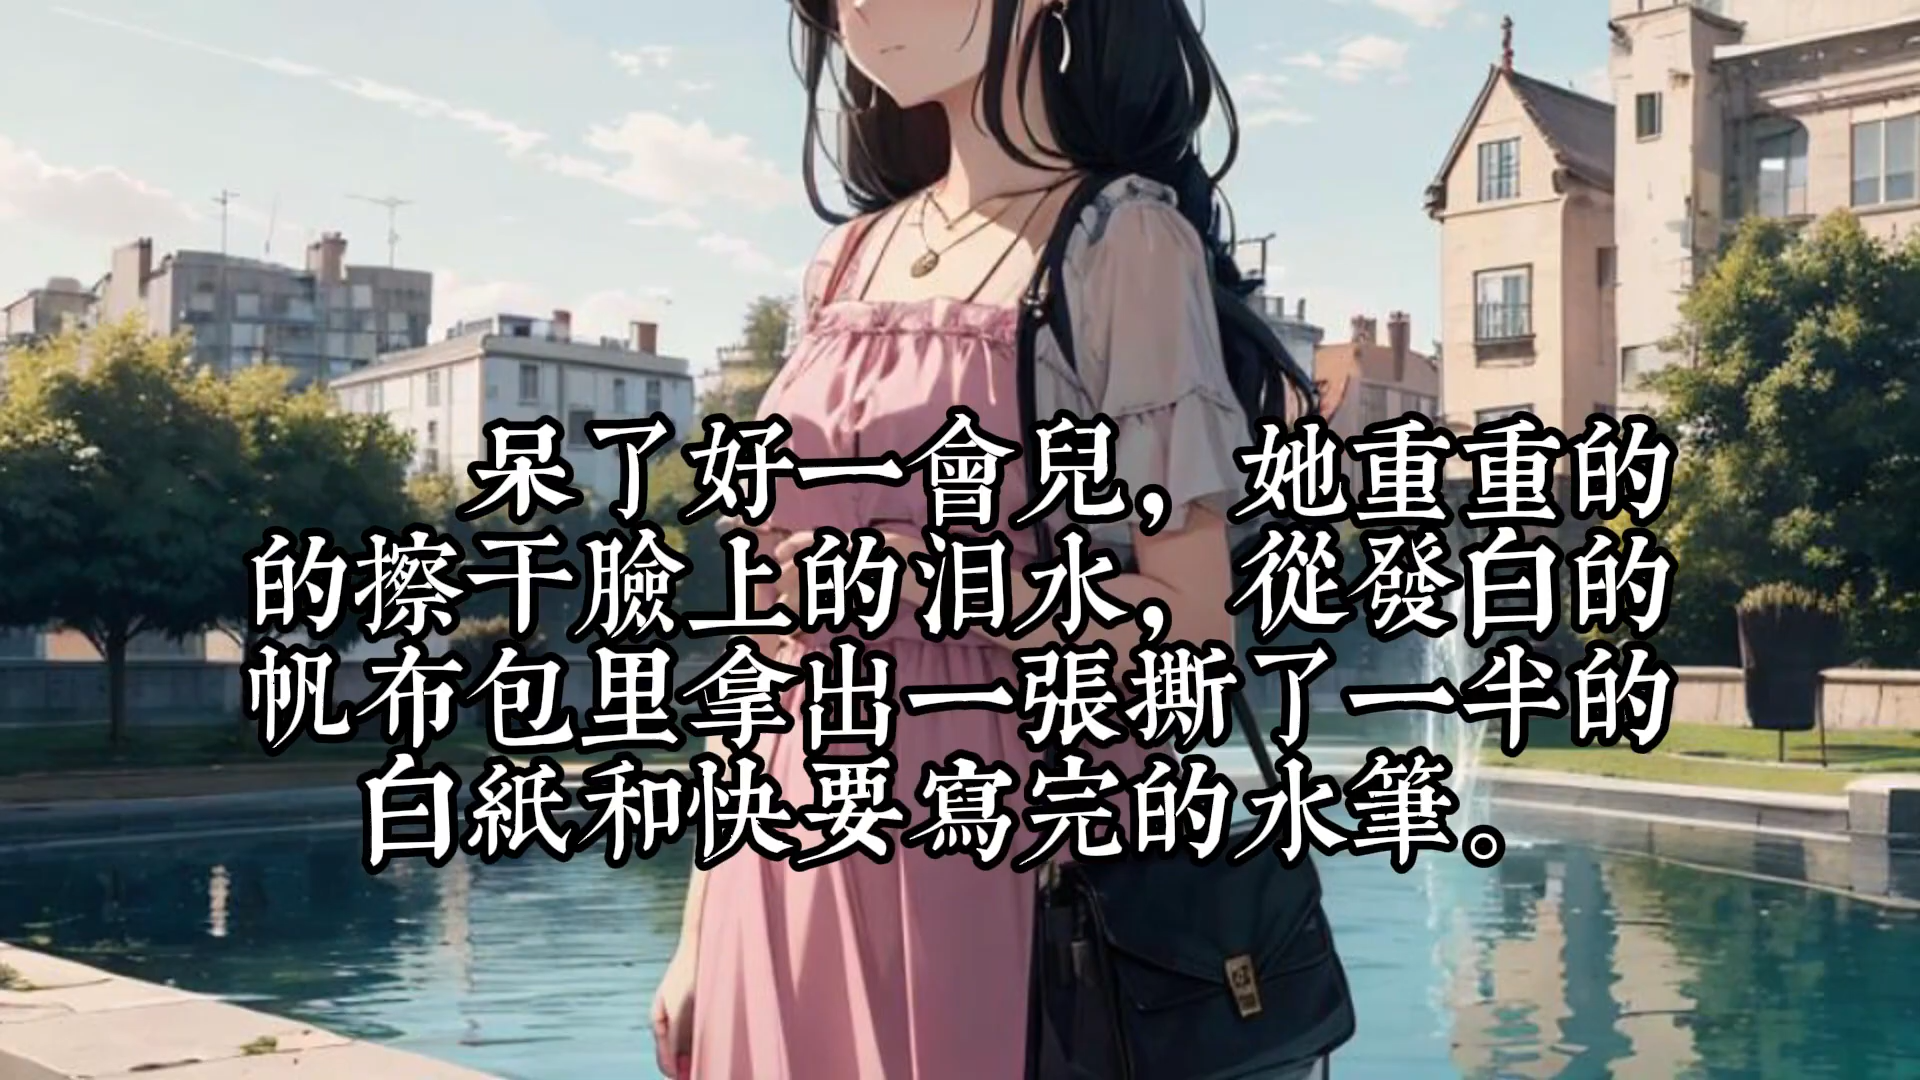 呆了好一會兒，她重重的
的擦干臉上的泪水，從發白的
帆布包里拿出一張撕了一半的
白紙和快要寫完的水筆。